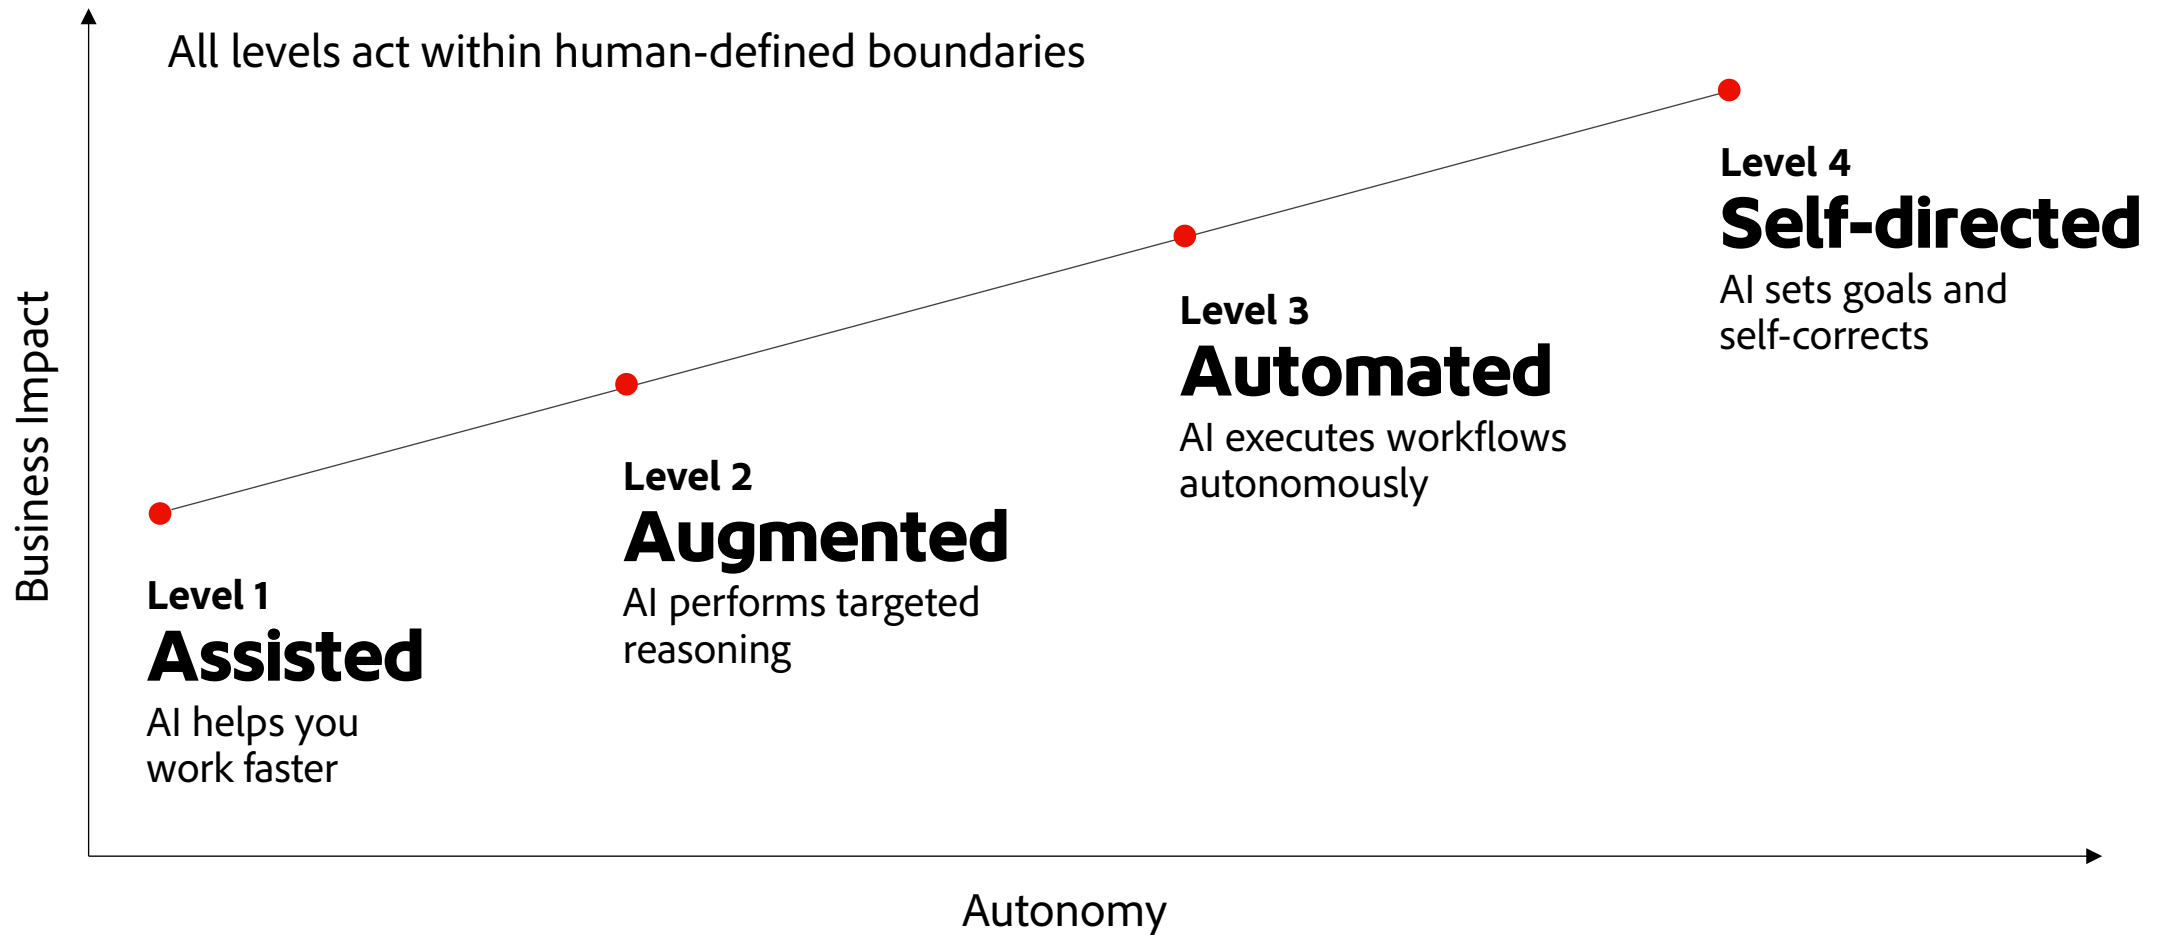 All levels act within human-defined boundaries
Level 4
Self-directed
AI sets goals and
self-corrects
Level 3
Automated
AI executes workflows
autonomously
Level 2
Augmented
AI performs targeted
reasoning
Level 1
Assisted
AI helps you
work faster
Business Impact
Autonomy